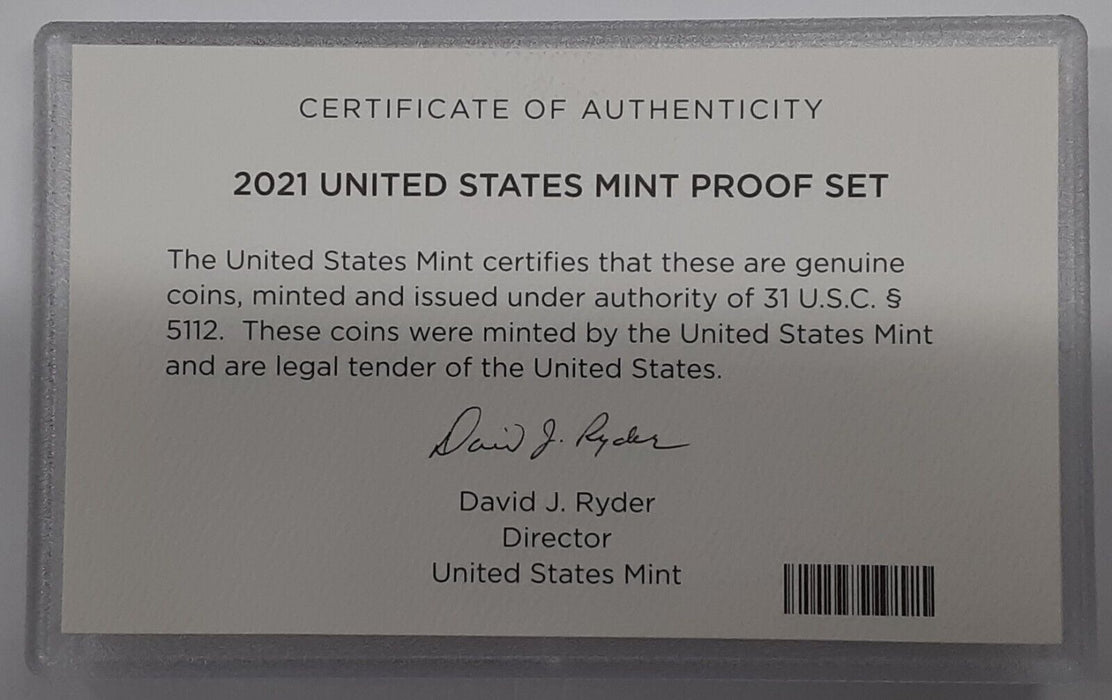 CERTIFICATE OF AUTHENTICITY
2021 UNITED STATES MINT PROOF SET
The United States Mint certifies that these are genuine
coins, minted and issued under authority of 31 U.S.C. §
5112.  These coins were minted by the United States Mint
and are legal tender of the United States.
David J. Ryder
David J. Ryder
Director
United States Mint